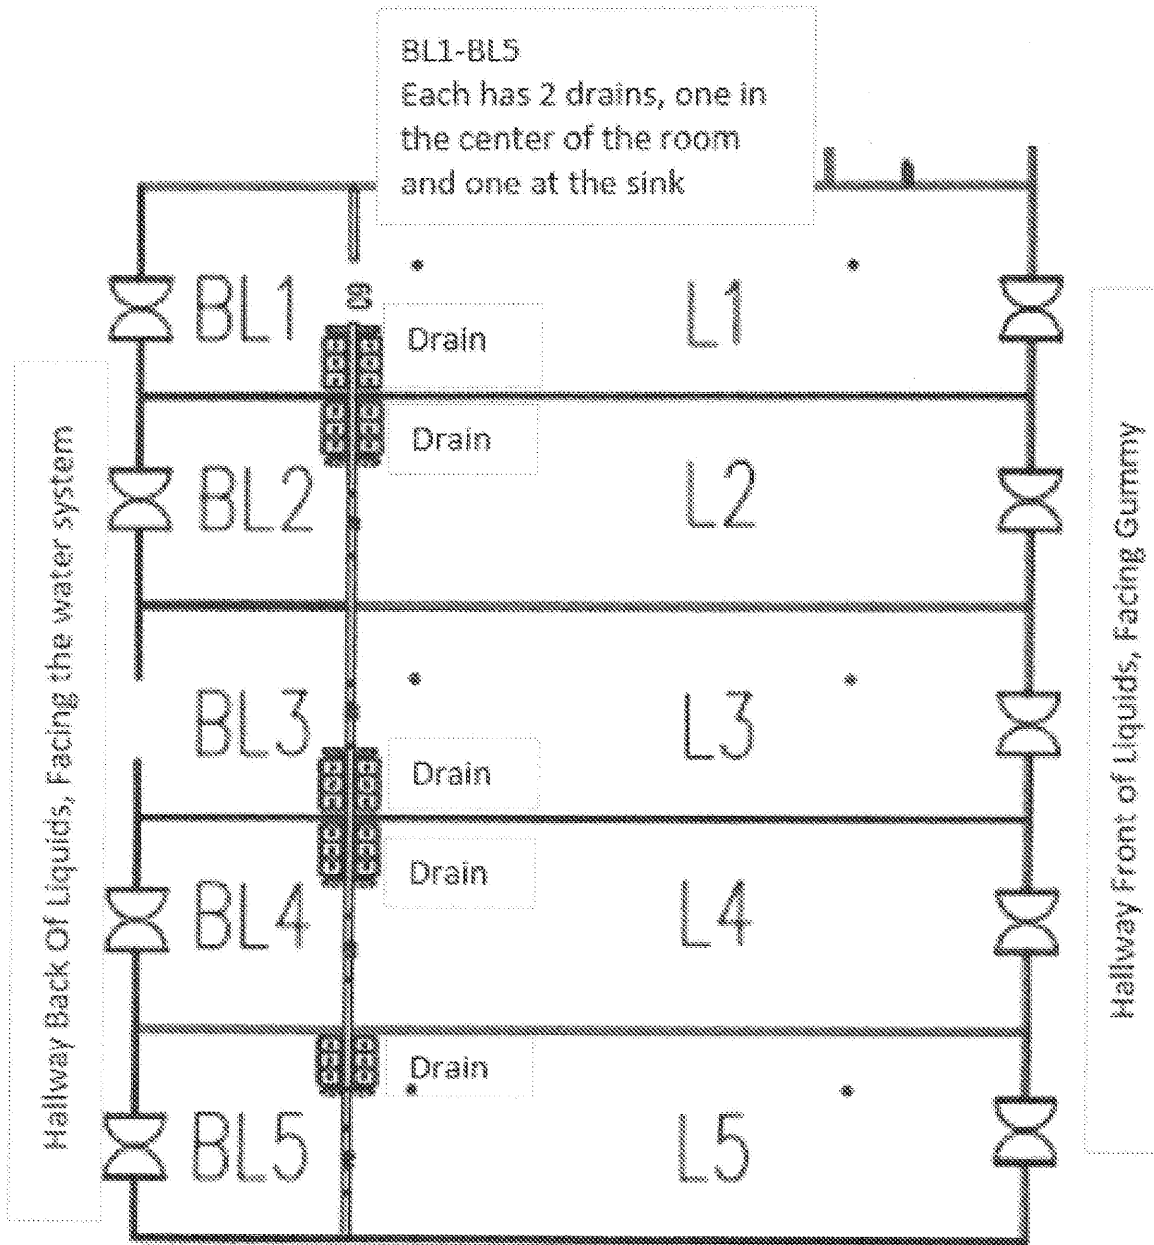 BL1-BL5
Each has 2 drains, one in
the center of the room
and one at the sink
BL1
L1
Drain
BL2
Drain
L2
BL3
L3
Drain
BL4
Drain
L4
Drain
BL5
L5
Hallway Back Of Liquids, Facing the water system
Hallway Front of Liquids, Facing Gummy